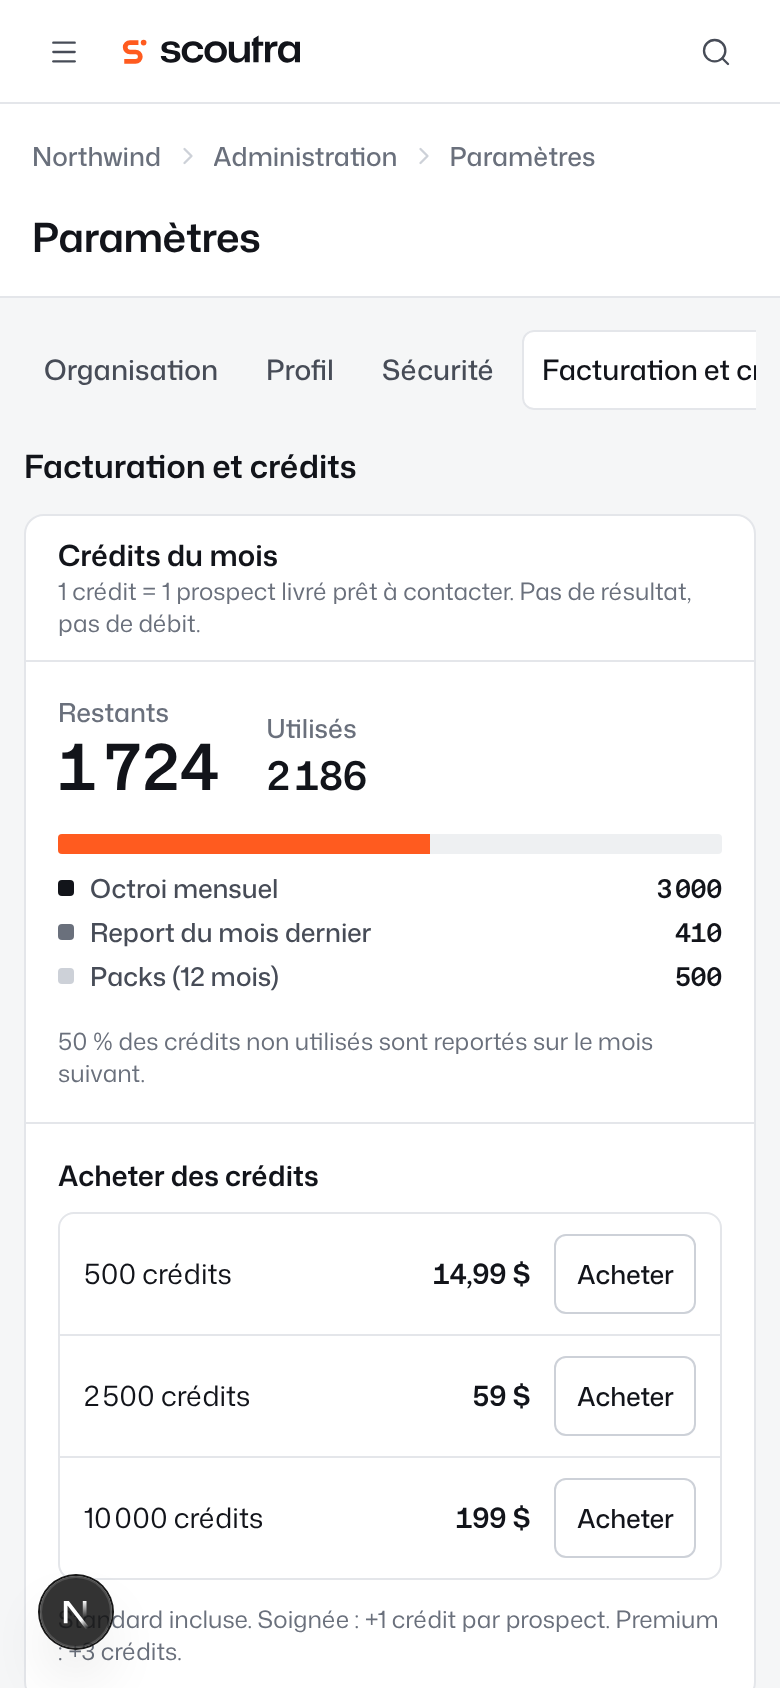 scoutra
Northwind > Administration > Paramètres
Paramètres
Organisation Profil Sécurité Facturation et cr
Facturation et crédits
Crédits du mois
1 crédit = 1 prospect livré prêt à contacter. Pas de résultat,
pas de débit.
Restants Utilisés
1 724 2 186
Octroi mensuel 3 000
Report du mois dernier 410
Packs (12 mois) 500
50 % des crédits non utilisés sont reportés sur le mois
suivant.
Acheter des crédits
500 crédits 14,99 $ Acheter
2 500 crédits 59 $ Acheter
10 000 crédits 199 $ Acheter
N
Standard incluse. Soignée : +1 crédit par prospect. Premium
: +3 crédits.